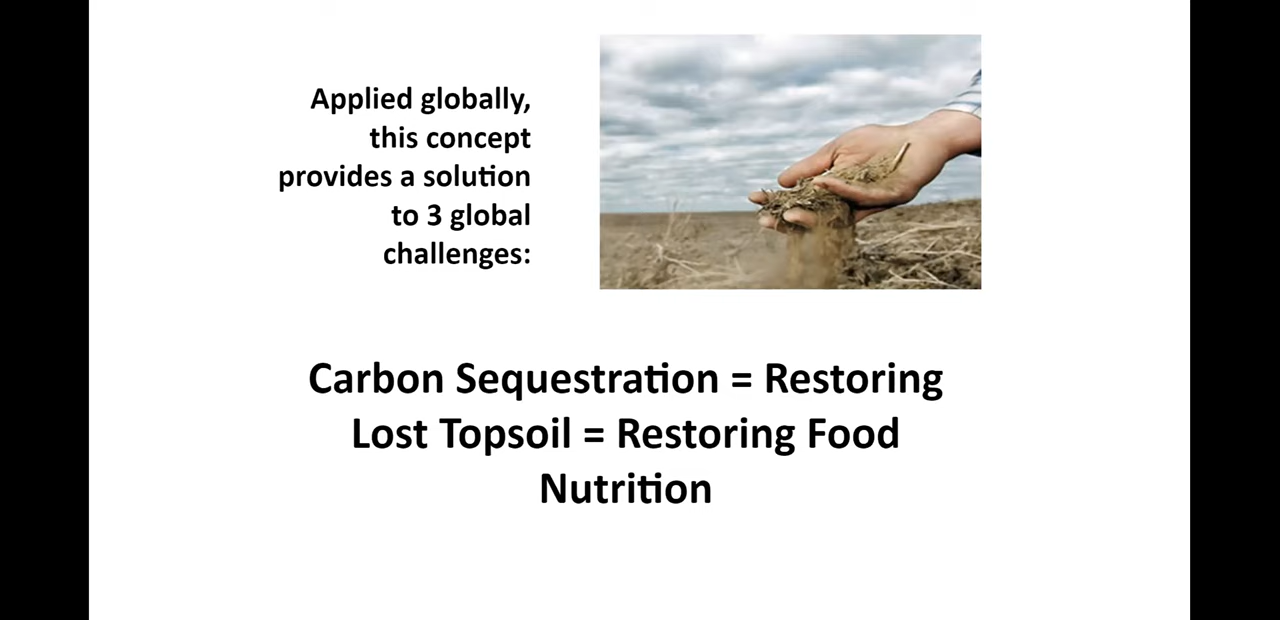 Applied globally,
this concept
provides a solution
to 3 global
challenges:
Carbon Sequestration = Restoring
Lost Topsoil = Restoring Food
Nutrition